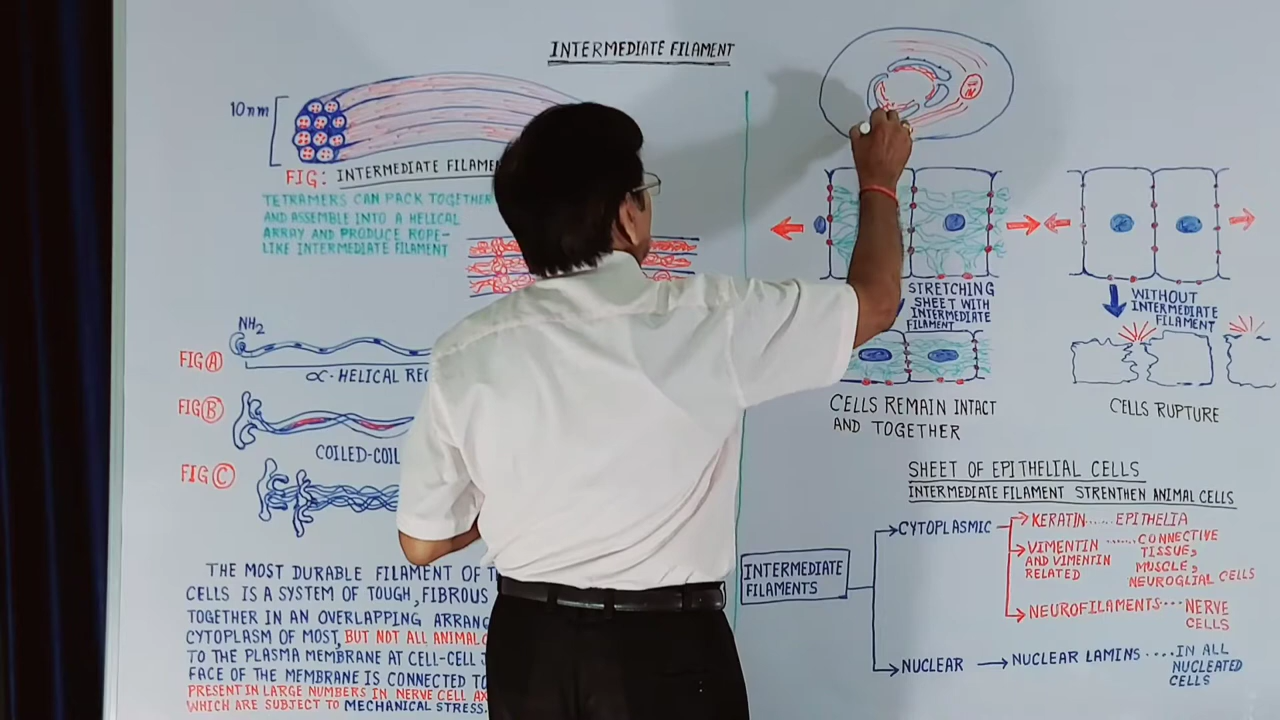 INTERMEDIATE FILAMENT
10nm
FIG: INTERMEDIATE
TETRAMERS CAN PACK TOGETHER
AND ASSEMBLE INTO A HELICAL
ARRAY AND PRODUCE ROPE-
LIKE INTERMEDIATE FILAMENT
NH2
FIG A
α-HELICAL
FIG B
COILED-COIL
FIG C
THE MOST DURABLE FILAMENT OF
CELLS IS A SYSTEM OF TOUGH, FIBROUS
TOGETHER IN AN OVERLAPPING
CYTOPLASM OF MOST, BUT NOT ALL
TO THE PLASMA MEMBRANE AT CELL-CELL
FACE OF THE MEMBRANE IS CONNECTED TO
PRESENT IN LARGE NUMBERS IN NERVE CELL
WHICH ARE SUBJECT TO MECHANICAL STRESS.
STRETCHING
SHEET WITH
INTERMEDIATE
FILAMENT
WITHOUT
INTERMEDIATE
FILAMENT
CELLS REMAIN INTACT
AND TOGETHER
CELLS RUPTURE
SHEET OF EPITHELIAL CELLS
INTERMEDIATE FILAMENT STRENTHEN ANIMAL CELLS
INTERMEDIATE
FILAMENTS
CYTOPLASMIC
KERATIN......EPITHELIA
VIMENTIN ......CONNECTIVE
AND VIMENTIN TISSUE,
RELATED MUSCLE,
NEUROGLIAL CELLS
NEUROFILAMENTS... NERVE
CELLS
NUCLEAR → NUCLEAR LAMINS ....IN ALL
NUCLEATED
CELLS